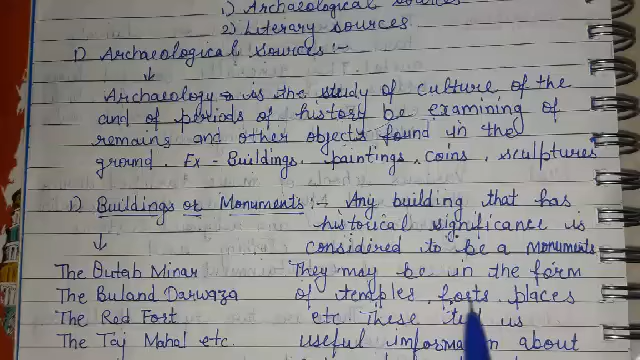 1) Archaeological sources
2) Literary sources
1) Archaeological sources :-
↓
Archaeology is the study of culture of the
and of periods of history be examining of
remains and other objects found in the
ground. Ex - Buildings, paintings, coins, sculptures
1) Buildings or Monuments :- Any building that has
historical significance is
↓ considired to be a monuments
The Qutab Minar They may be in the form
The Buland Darwaza of temples, forts, places
The Red Fort etc. These us
The Taj Mahal etc. useful information about